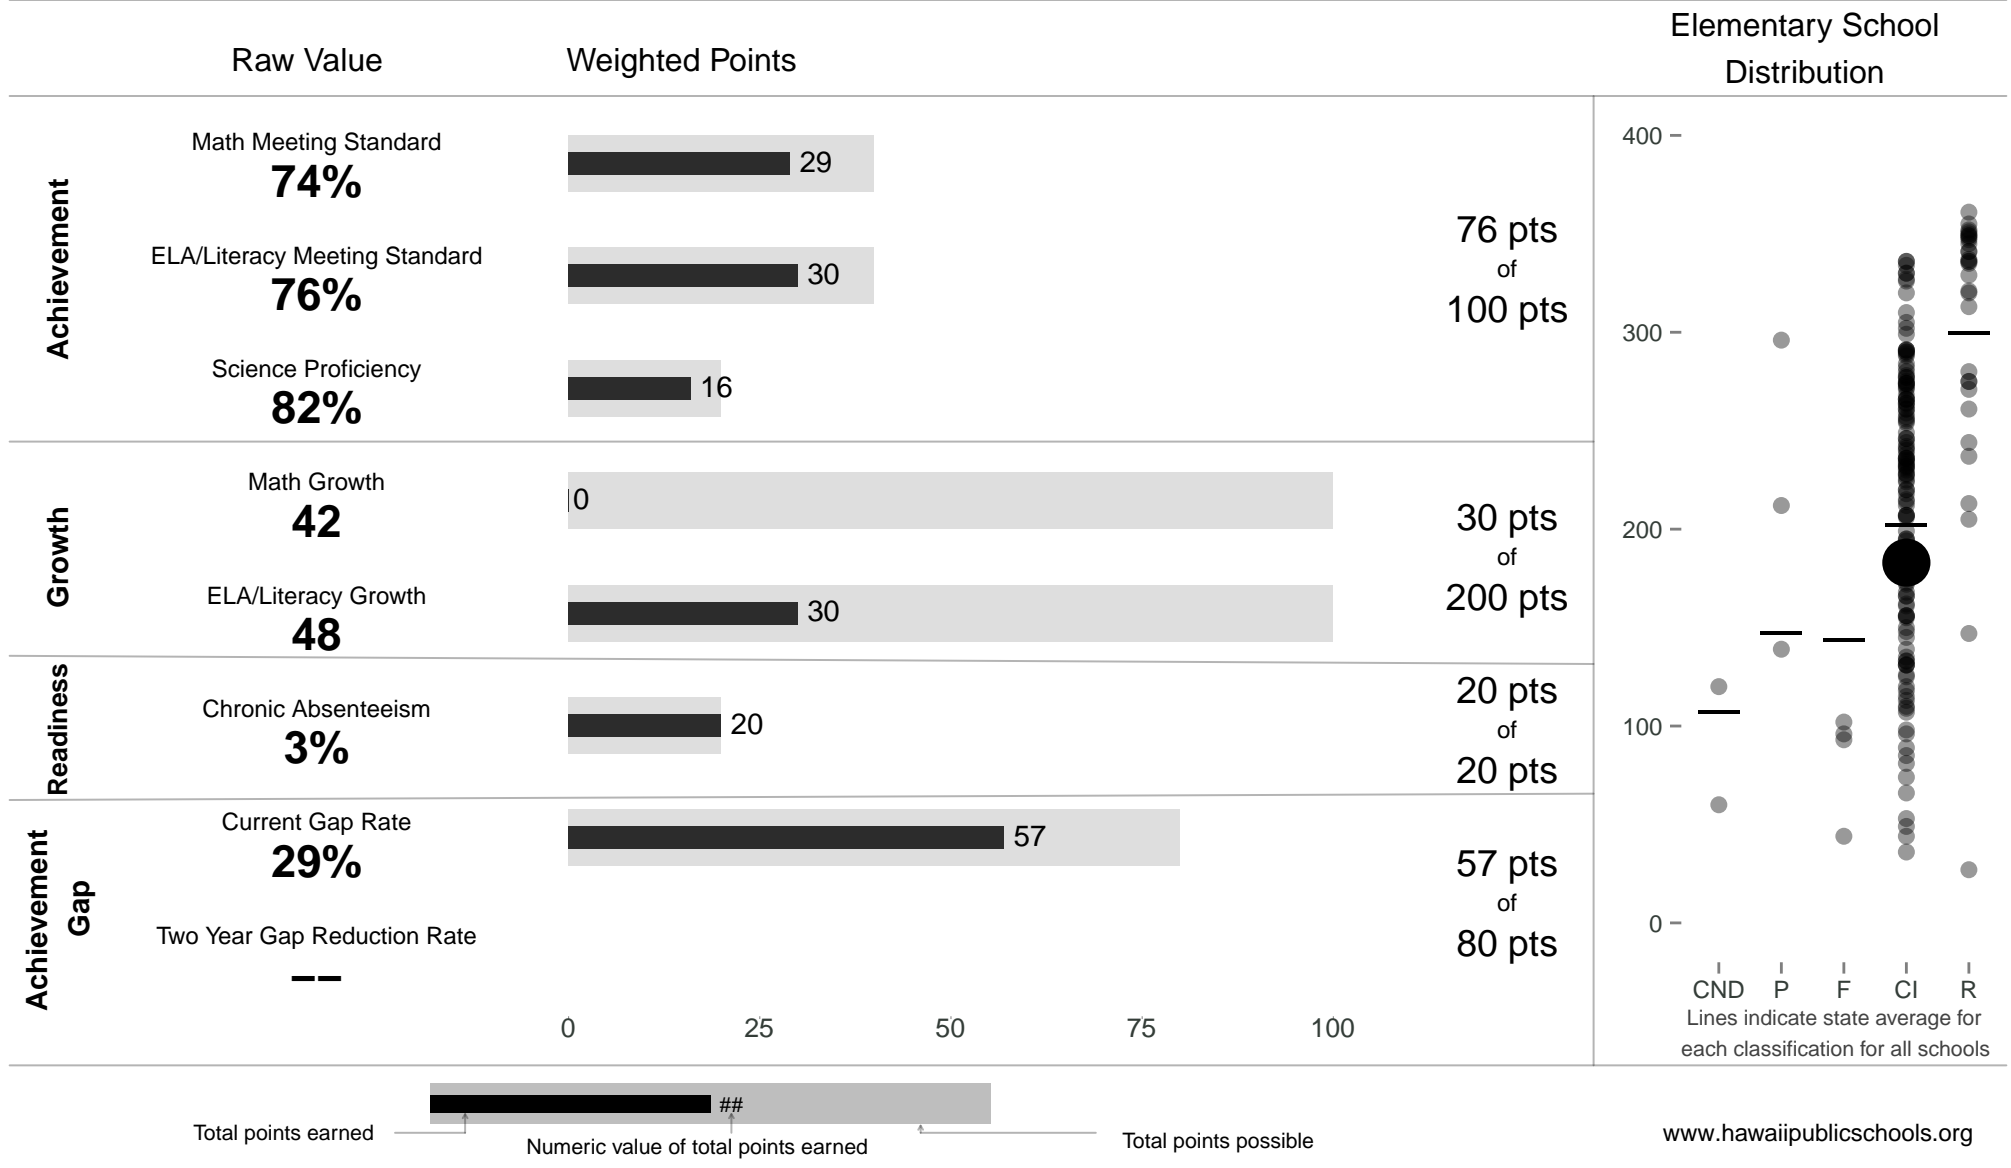 Raw Value
Weighted Points
Elementary School
Distribution
Achievement
Math Meeting Standard
74%
29
ELA/Literacy Meeting Standard
76%
30
Science Proficiency
82%
16
76 pts
of
100 pts
Growth
Math Growth
42
0
ELA/Literacy Growth
48
30
30 pts
of
200 pts
Readiness
Chronic Absenteeism
3%
20
20 pts
of
20 pts
Achievement
Gap
Current Gap Rate
29%
57
Two Year Gap Reduction Rate
−−
57 pts
of
80 pts
0 25 50 75 100
400
300
200
100
0
CND P F CI R
Lines indicate state average for
each classification for all schools
##
Total points earned
Numeric value of total points earned
Total points possible
www.hawaiipublicschools.org